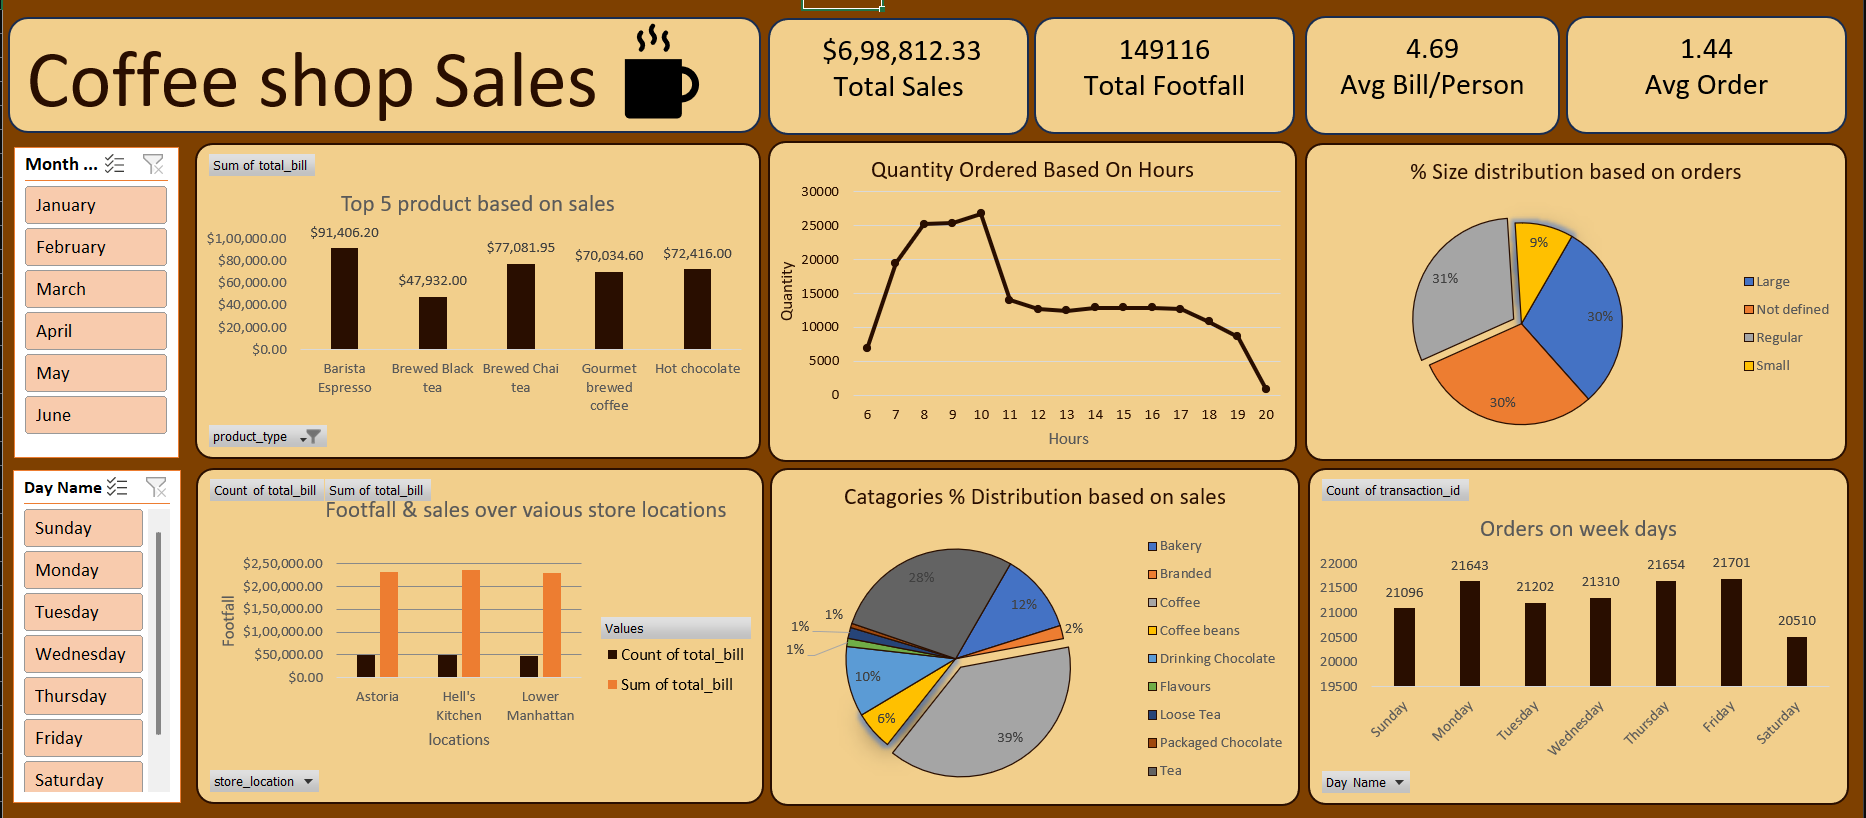 Coffee shop Sales
$6,98,812.33
Total Sales
149116
Total Footfall
4.69
Avg Bill/Person
1.44
Avg Order
Month ...
January
February
March
April
May
June
Sum of total_bill
Top 5 product based on sales
$1,00,000.00
$80,000.00
$60,000.00
$40,000.00
$20,000.00
$0.00
$91,406.20
$47,932.00
$77,081.95
$70,034.60
$72,416.00
Barista
Espresso
Brewed Black
tea
Brewed Chai
tea
Gourmet
brewed
coffee
Hot chocolate
product_type
Quantity Ordered Based On Hours
Quantity
30000
25000
20000
15000
10000
5000
0
6 7 8 9 10 11 12 13 14 15 16 17 18 19 20
Hours
% Size distribution based on orders
9%
31%
30%
30%
Large
Not defined
Regular
Small
Day Name
Sunday
Monday
Tuesday
Wednesday
Thursday
Friday
Saturday
Count of total_bill
Sum of total_bill
Footfall & sales over vaious store locations
Footfall
$2,50,000.00
$2,00,000.00
$1,50,000.00
$1,00,000.00
$50,000.00
$0.00
Astoria
Hell's
Kitchen
Lower
Manhattan
locations
Values
Count of total_bill
Sum of total_bill
store_location
Catagories % Distribution based on sales
28%
12%
2%
1%
1%
1%
10%
6%
39%
Bakery
Branded
Coffee
Coffee beans
Drinking Chocolate
Flavours
Loose Tea
Packaged Chocolate
Tea
Count of transaction_id
Orders on week days
22000
21500
21000
20500
20000
19500
21096
21643
21202
21310
21654
21701
20510
Sunday
Monday
Tuesday
Wednesday
Thursday
Friday
Saturday
Day Name